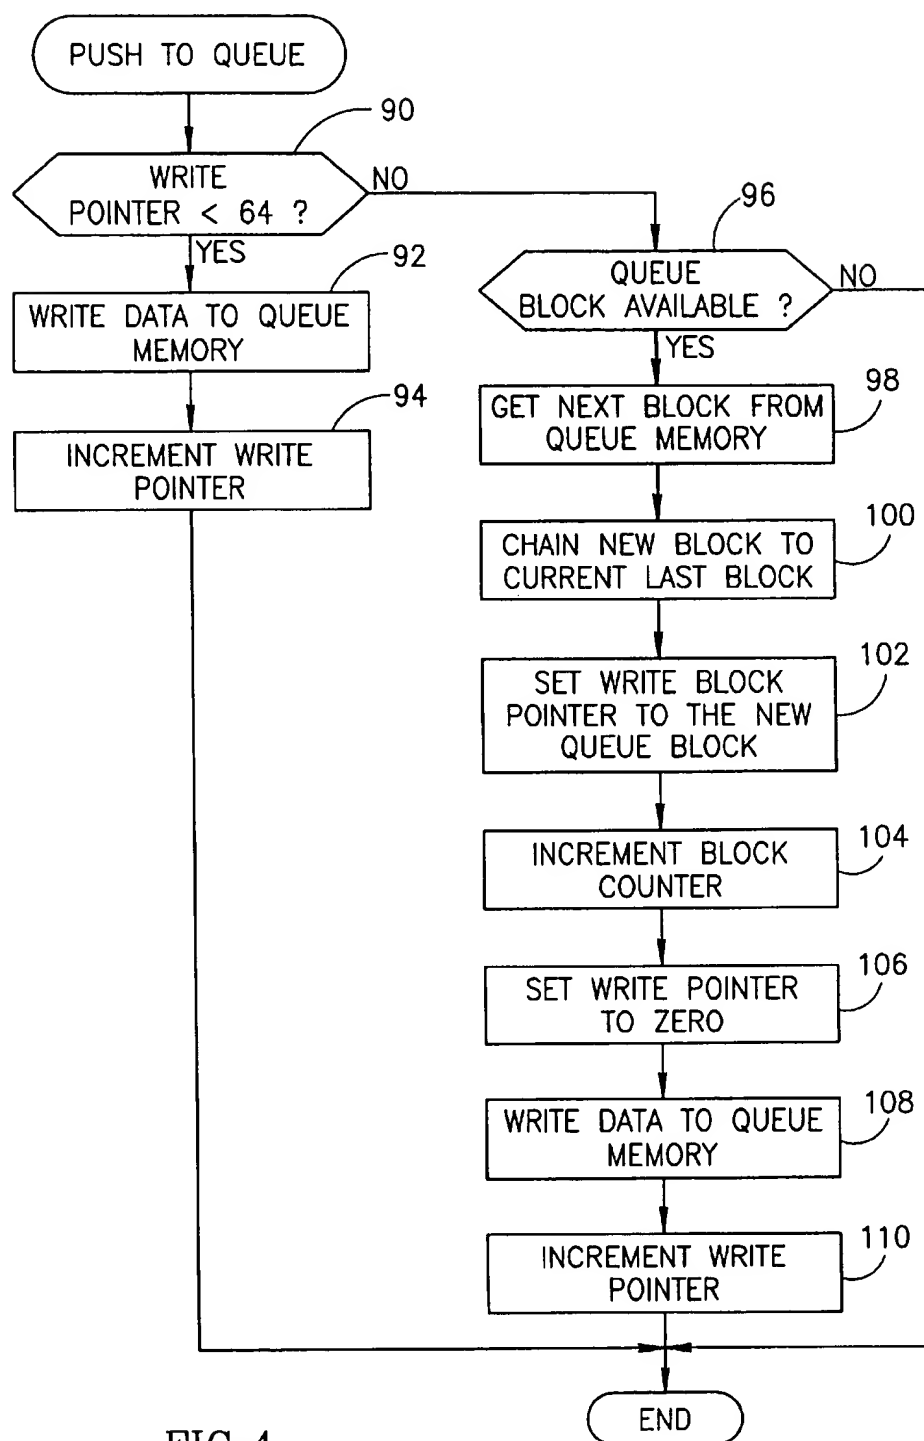 PUSH TO QUEUE
90
WRITE
POINTER < 64 ?
NO
YES
96
QUEUE
BLOCK AVAILABLE ?
NO
YES
92
WRITE DATA TO QUEUE
MEMORY
94
INCREMENT WRITE
POINTER
98
GET NEXT BLOCK FROM
QUEUE MEMORY
100
CHAIN NEW BLOCK TO
CURRENT LAST BLOCK
102
SET WRITE BLOCK
POINTER TO THE NEW
QUEUE BLOCK
104
INCREMENT BLOCK
COUNTER
106
SET WRITE POINTER
TO ZERO
108
WRITE DATA TO QUEUE
MEMORY
110
INCREMENT WRITE
POINTER
END
FIG. 4